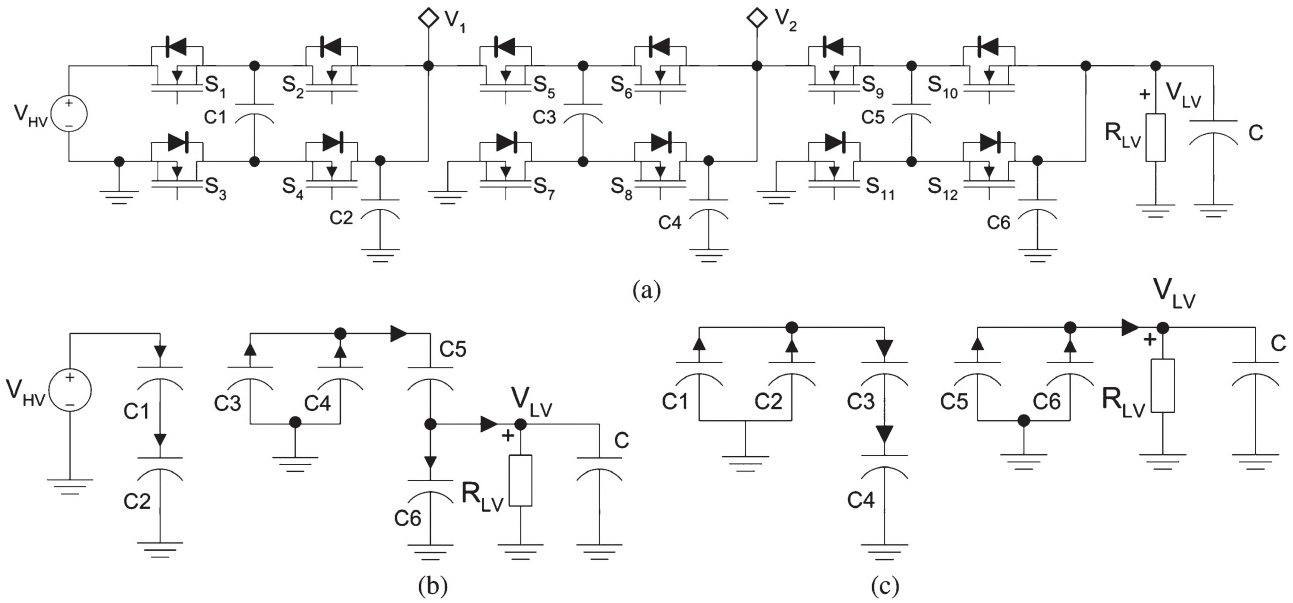 V1 V2
S1 S2 S5 S6 S9 S10
VHV C1 C3 C5 + VLV
RLV C
S3 S4 S7 S8 S11 S12
C2 C4 C6
(a)
VLV
C5
VHV C1 C3 C4 VLV + C
C2 C6 RLV
(b)
C1 C2 C3 C5 C6 + RLV C
C4
(c)